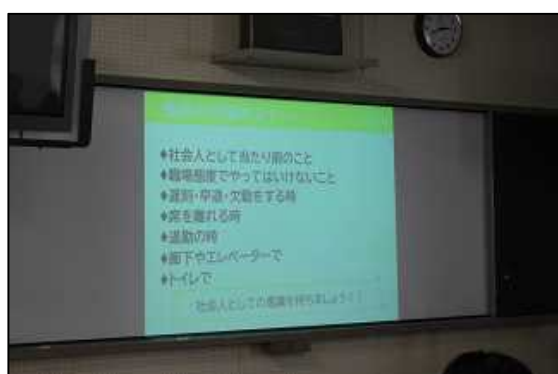 ◆社会人として当たり前のこと
◆職場態度でやってはいけないこと
◆遅刻・早退・欠勤をする時
◆席を離れる時
◆退勤の時
◆廊下やエレベーターで
◆トイレで
社会人としての意識を持ちましょう！